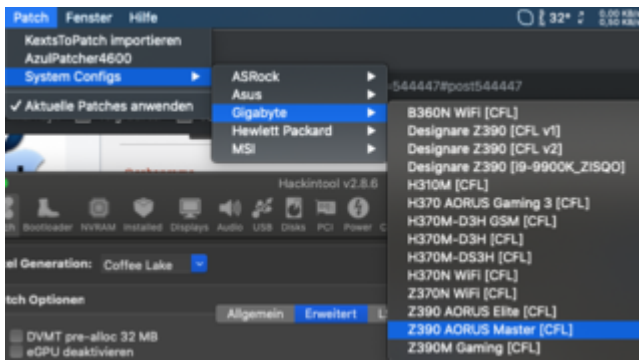 Patch Fenster Hilfe 32°
KextsToPatch importieren
AzulPatcher4600
System Configs
✓ Aktuelle Patches anwenden
ASRock
Asus
Gigabyte
Hewlett Packard
MSI
544447#post544447
B360N WiFi [CFL]
Designare Z390 [CFL v1]
Designare Z390 [CFL v2]
Designare Z390 [i9-9900K_ZISQO]
H310M [CFL]
H370 AORUS Gaming 3 [CFL]
H370M-D3H GSM [CFL]
H370M-D3H [CFL]
H370M-DS3H [CFL]
H370N WiFi [CFL]
Z370N WiFi [CFL]
Z390 AORUS Elite [CFL]
Z390 AORUS Master [CFL]
Z390M Gaming [CFL]
Hackintool v2.8.6
Bootloader NVRAM Installed Displays Audio USB Disks PCI Power
el Generation: Coffee Lake
tch Optionen
Allgemein Erweitert
DVMT pre-alloc 32 MB
eGPU deaktivieren